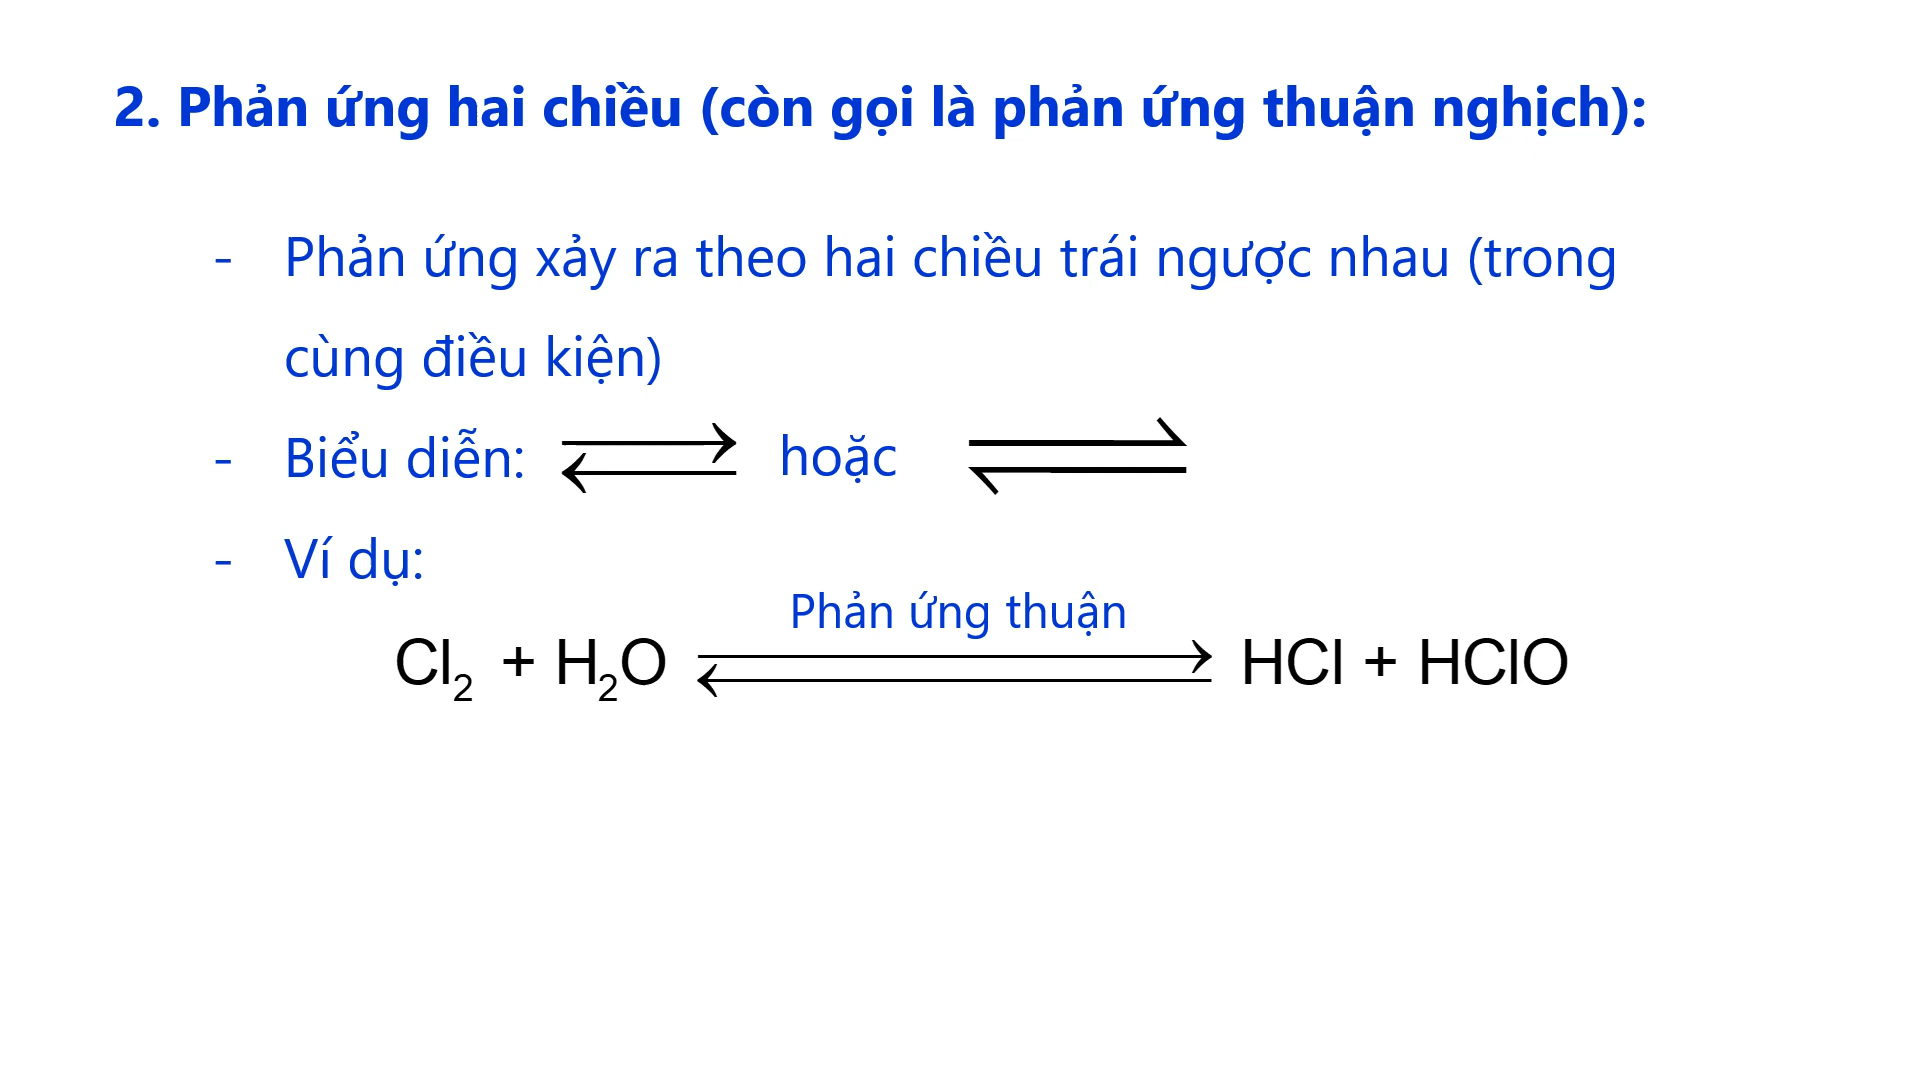 2. Phản ứng hai chiều (còn gọi là phản ứng thuận nghịch):
- Phản ứng xảy ra theo hai chiều trái ngược nhau (trong
cùng điều kiện)
- Biểu diễn: ⇄ hoặc ⇌
- Ví dụ:
Phản ứng thuận
Cl₂ + H₂O ⇄ HCl + HClO